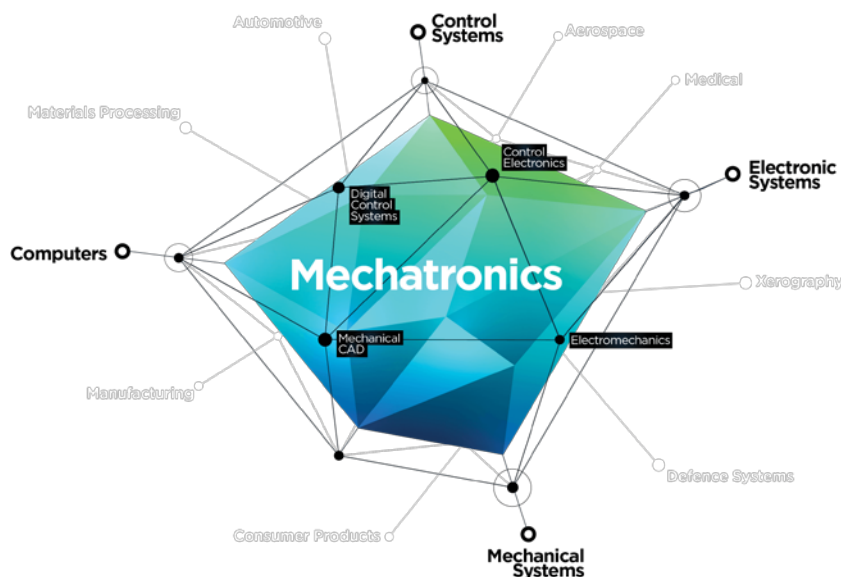 Automotive
Control
Systems
Aerospace
Materials Processing
Medical
Control
Electronics
Electronic
Systems
Digital
Control
Systems
Computers
Mechatronics
Xerography
Mechanical
CAD
Electromechanics
Manufacturing
Defence Systems
Consumer Products
Mechanical
Systems